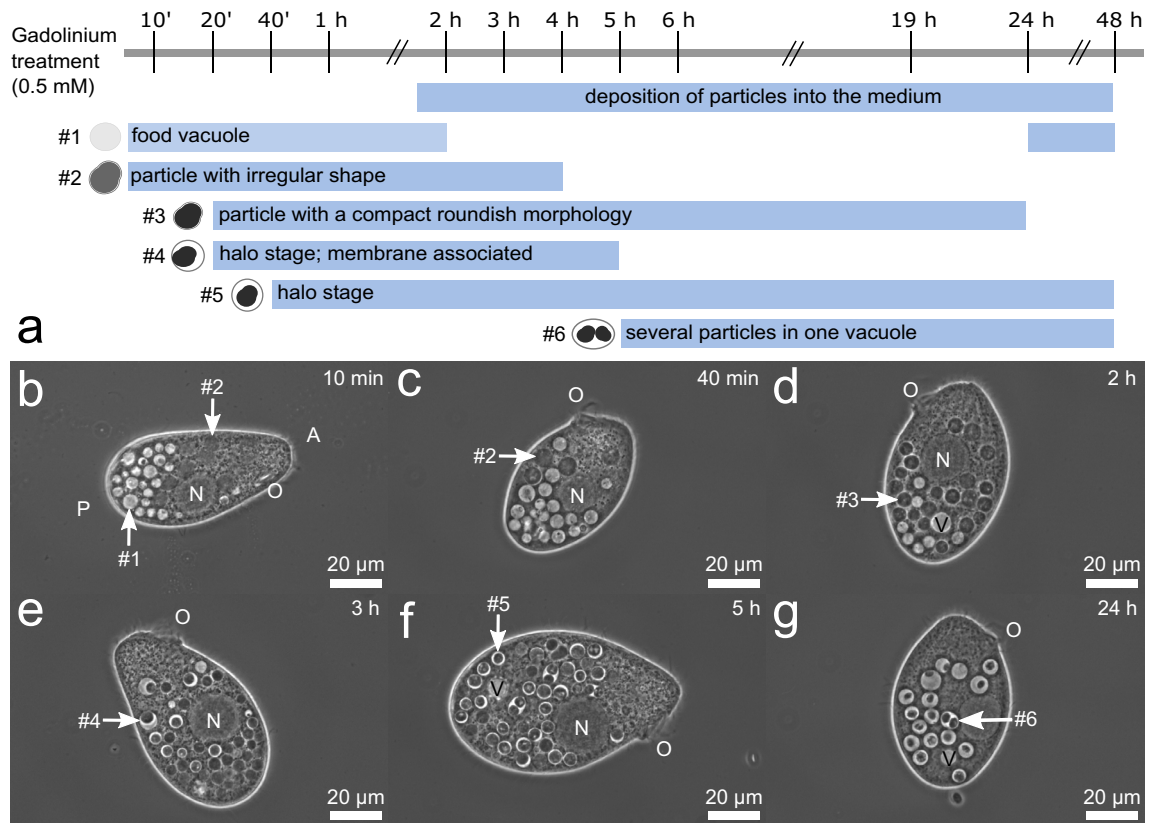 10' 20' 40' 1 h 2 h 3 h 4 h 5 h 6 h 19 h 24 h 48 h
Gadolinium
treatment
(0.5 mM)
deposition of particles into the medium
#1 food vacuole
#2 particle with irregular shape
#3 particle with a compact roundish morphology
#4 halo stage; membrane associated
#5 halo stage
#6 several particles in one vacuole
a
b
10 min
#2
A
N
O
P
#1
20 µm
c
40 min
O
#2
N
20 µm
d
2 h
O
N
#3
V
20 µm
e
3 h
O
#4
N
20 µm
f
5 h
#5
V
N
O
20 µm
g
24 h
O
#6
V
20 µm